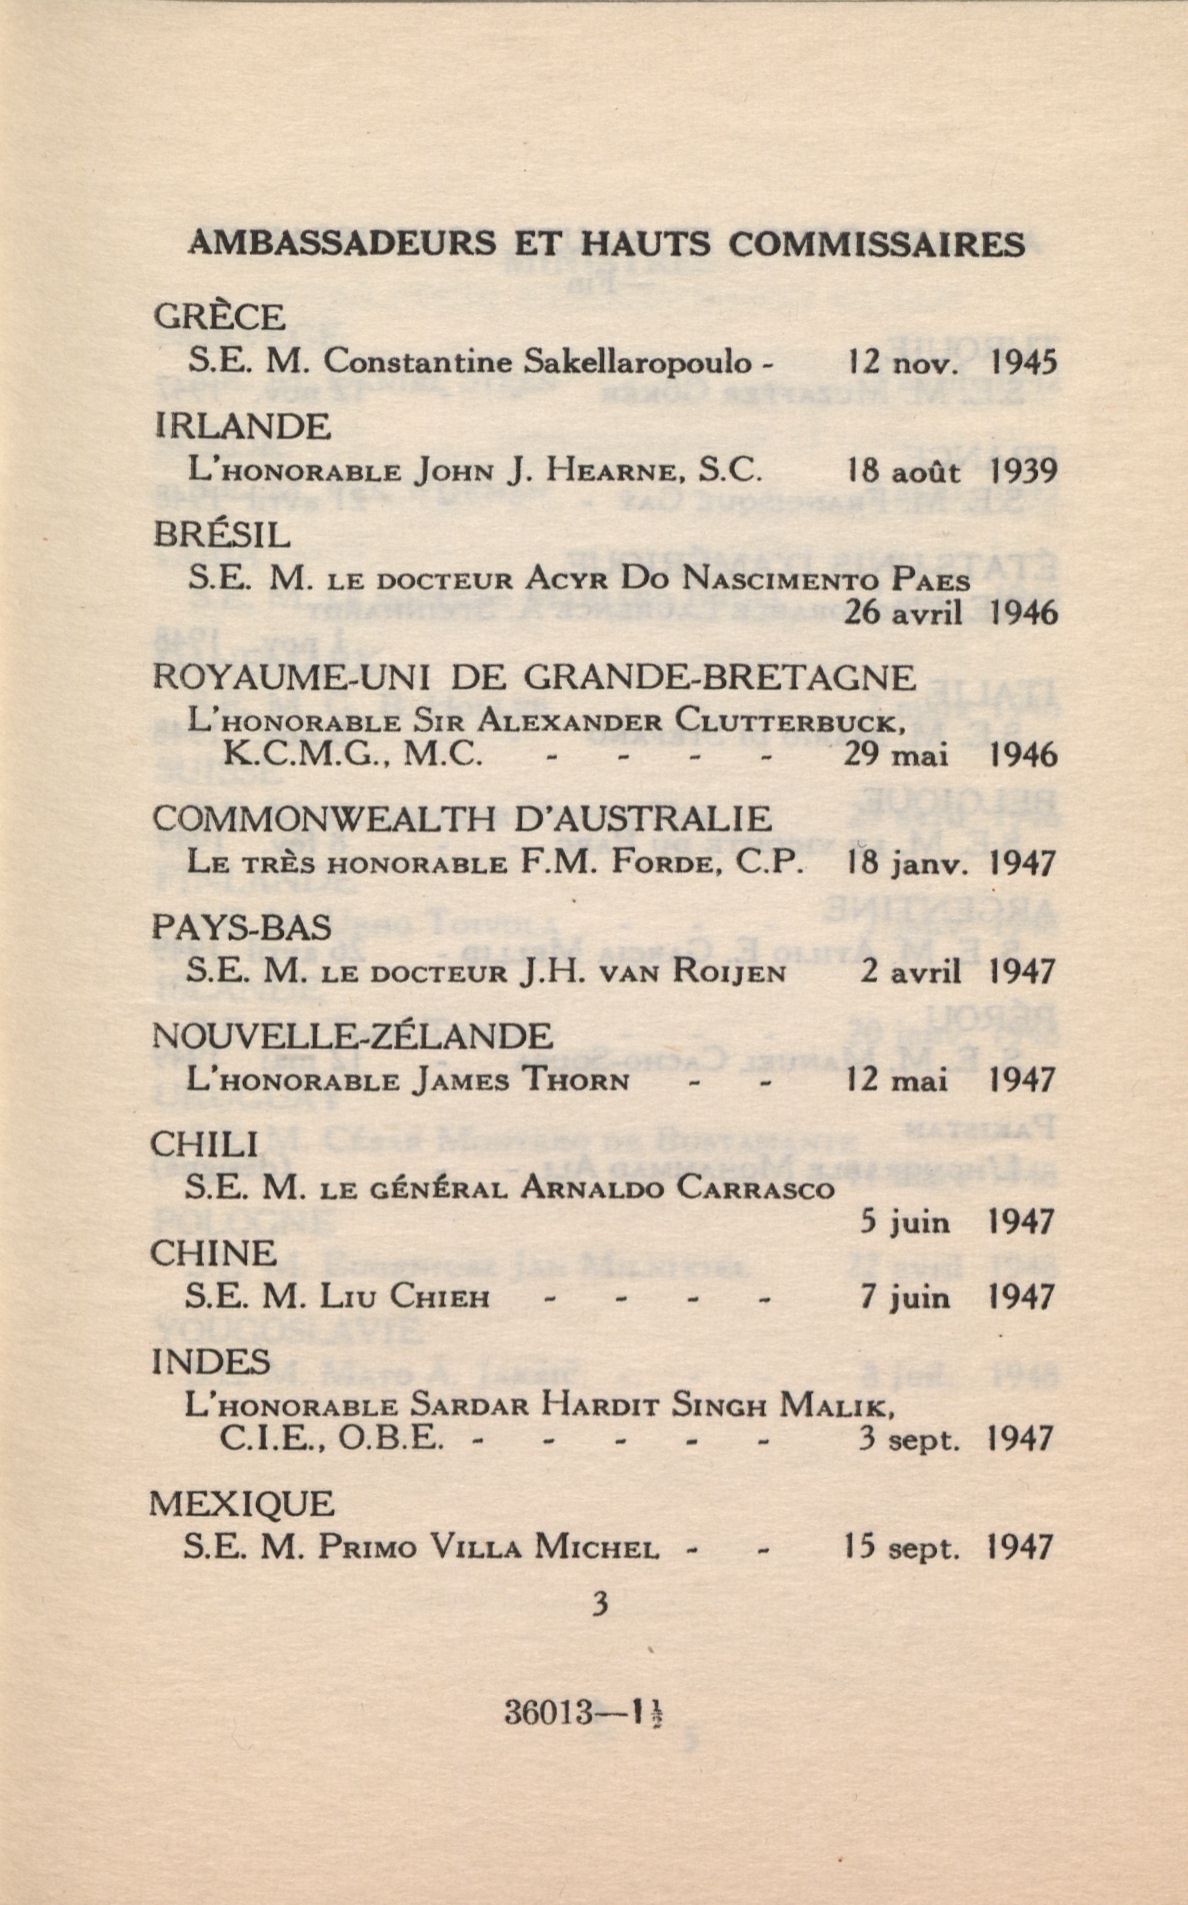 AMBASSADEURS ET HAUTS COMMISSAIRES
GRÈCE
S.E. M. Constantine Sakellaropoulo - 12 nov. 1945
IRLANDE
L'HONORABLE JOHN J. HEARNE, S.C. 18 août 1939
BRÉSIL
S.E. M. LE DOCTEUR ACYR DO NASCIMENTO PAES
26 avril 1946
ROYAUME-UNI DE GRANDE-BRETAGNE
L'HONORABLE SIR ALEXANDER CLUTTERBUCK,
K.C.M.G., M.C. - - - - 29 mai 1946
COMMONWEALTH D'AUSTRALIE
LE TRÈS HONORABLE F.M. FORDE, C.P. 18 janv. 1947
PAYS-BAS
S.E. M. LE DOCTEUR J.H. VAN ROIJEN 2 avril 1947
NOUVELLE-ZÉLANDE
L'HONORABLE JAMES THORN - - 12 mai 1947
CHILI
S.E. M. LE GÉNÉRAL ARNALDO CARRASCO
5 juin 1947
CHINE
S.E. M. LIU CHIEH - - - - 7 juin 1947
INDES
L'HONORABLE SARDAR HARDIT SINGH MALIK,
C.I.E., O.B.E. - - - - - 3 sept. 1947
MEXIQUE
S.E. M. PRIMO VILLA MICHEL - - 15 sept. 1947
3
36013—1½